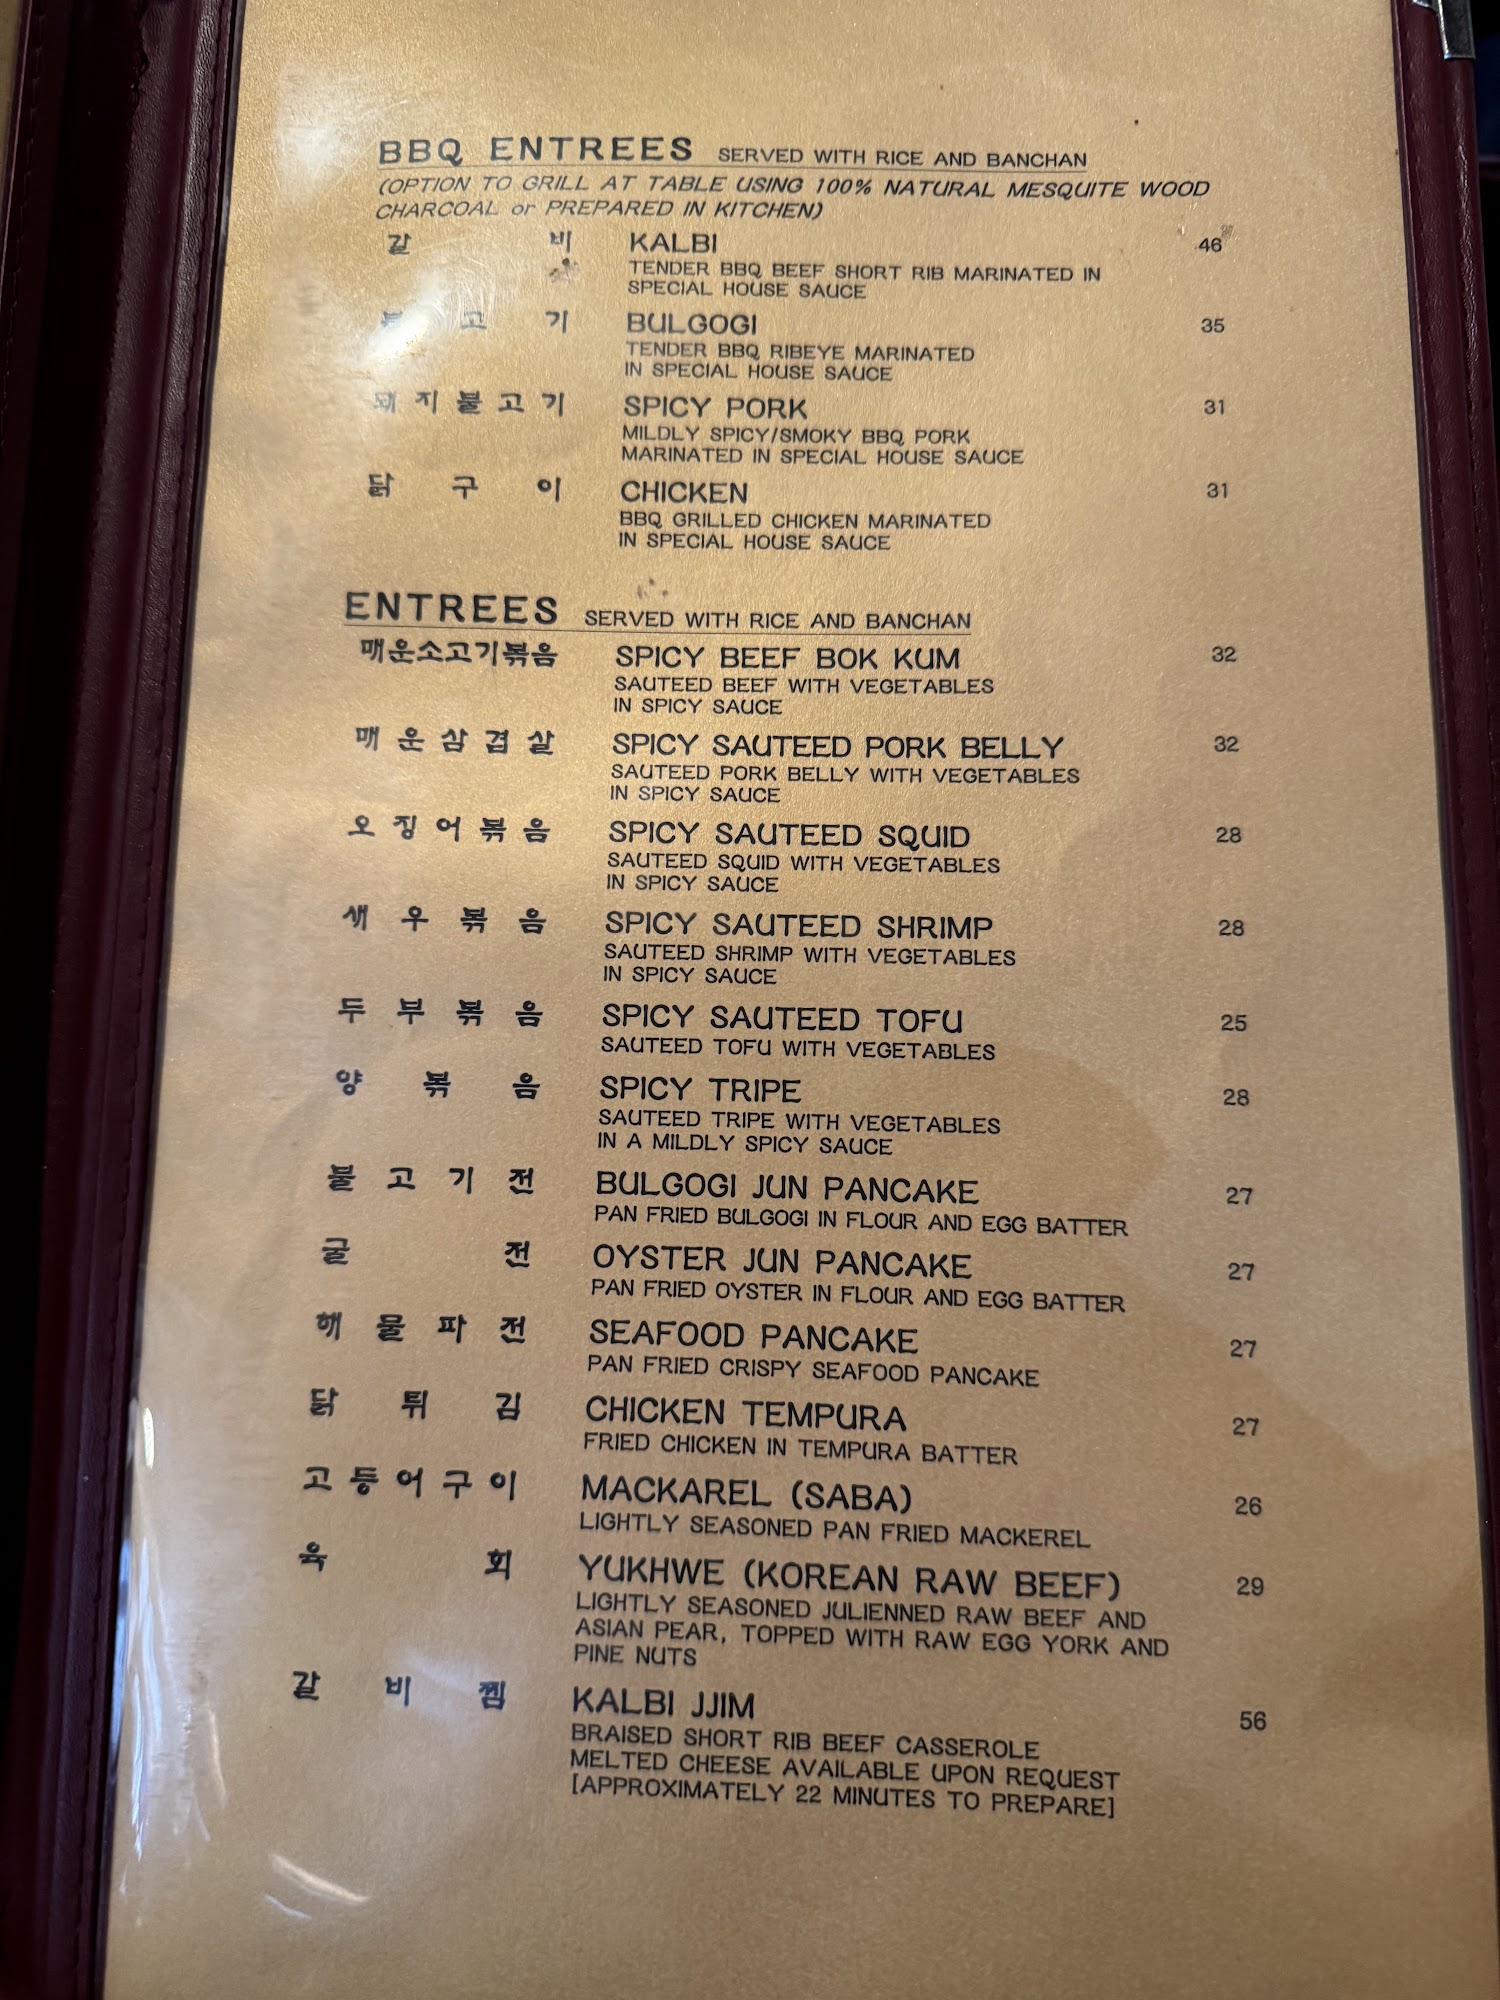 BBQ ENTREES SERVED WITH RICE AND BANCHAN
(OPTION TO GRILL AT TABLE USING 100% NATURAL MESQUITE WOOD
CHARCOAL or PREPARED IN KITCHEN)
갈비 KALBI 46
TENDER BBQ BEEF SHORT RIB MARINATED IN
SPECIAL HOUSE SAUCE
불고기 BULGOGI 35
TENDER BBQ RIBEYE MARINATED
IN SPECIAL HOUSE SAUCE
돼지불고기 SPICY PORK 31
MILDLY SPICY/SMOKY BBQ PORK
MARINATED IN SPECIAL HOUSE SAUCE
닭구이 CHICKEN 31
BBQ GRILLED CHICKEN MARINATED
IN SPECIAL HOUSE SAUCE
ENTREES SERVED WITH RICE AND BANCHAN
매운소고기볶음 SPICY BEEF BOK KUM 32
SAUTEED BEEF WITH VEGETABLES
IN SPICY SAUCE
매운삼겹살 SPICY SAUTEED PORK BELLY 32
SAUTEED PORK BELLY WITH VEGETABLES
IN SPICY SAUCE
오징어볶음 SPICY SAUTEED SQUID 28
SAUTEED SQUID WITH VEGETABLES
IN SPICY SAUCE
새우볶음 SPICY SAUTEED SHRIMP 28
SAUTEED SHRIMP WITH VEGETABLES
IN SPICY SAUCE
두부볶음 SPICY SAUTEED TOFU 25
SAUTEED TOFU WITH VEGETABLES
양볶음 SPICY TRIPE 28
SAUTEED TRIPE WITH VEGETABLES
IN A MILDLY SPICY SAUCE
불고기전 BULGOGI JUN PANCAKE 27
PAN FRIED BULGOGI IN FLOUR AND EGG BATTER
굴전 OYSTER JUN PANCAKE 27
PAN FRIED OYSTER IN FLOUR AND EGG BATTER
해물파전 SEAFOOD PANCAKE 27
PAN FRIED CRISPY SEAFOOD PANCAKE
닭튀김 CHICKEN TEMPURA 27
FRIED CHICKEN IN TEMPURA BATTER
고등어구이 MACKAREL (SABA) 26
LIGHTLY SEASONED PAN FRIED MACKEREL
육회 YUKHWE (KOREAN RAW BEEF) 29
LIGHTLY SEASONED JULIENNED RAW BEEF AND
ASIAN PEAR, TOPPED WITH RAW EGG YORK AND
PINE NUTS
갈비찜 KALBI JJIM 56
BRAISED SHORT RIB BEEF CASSEROLE
MELTED CHEESE AVAILABLE UPON REQUEST
[APPROXIMATELY 22 MINUTES TO PREPARE]